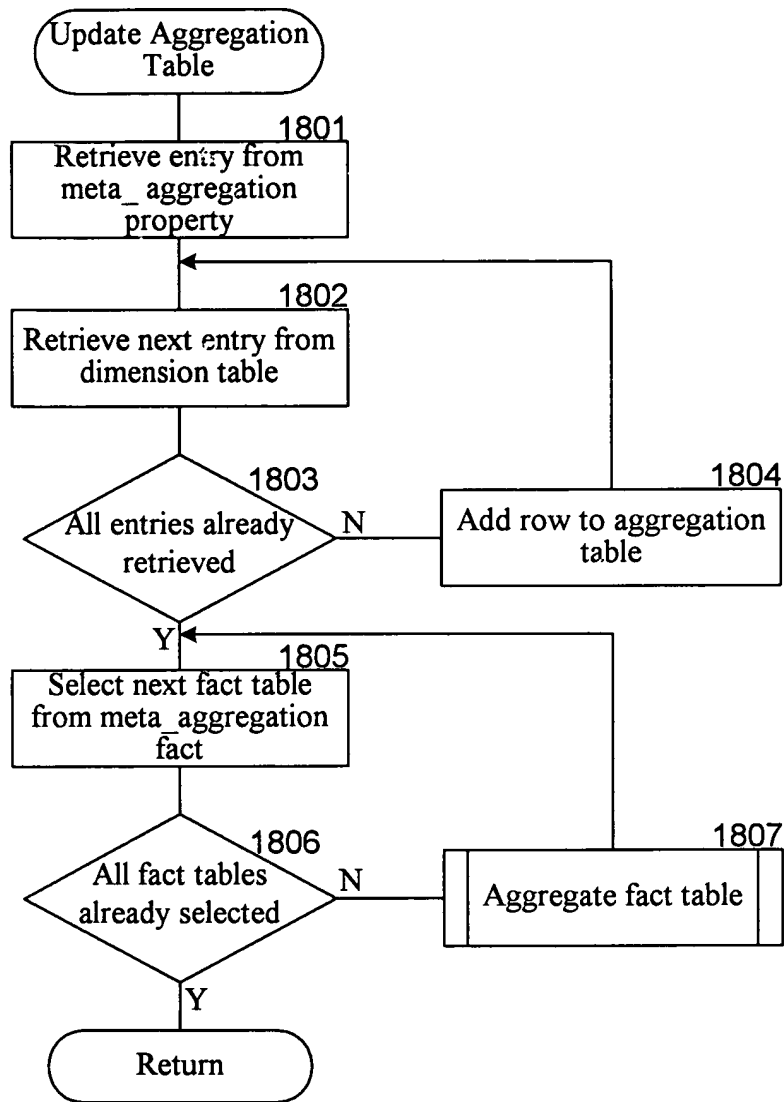 Update Aggregation
Table
1801
Retrieve entry from
meta_ aggregation
property
1802
Retrieve next entry from
dimension table
1803
All entries already
retrieved
N
1804
Add row to aggregation
table
Y
1805
Select next fact table
from meta_aggregation
fact
1806
All fact tables
already selected
N
1807
Aggregate fact table
Y
Return